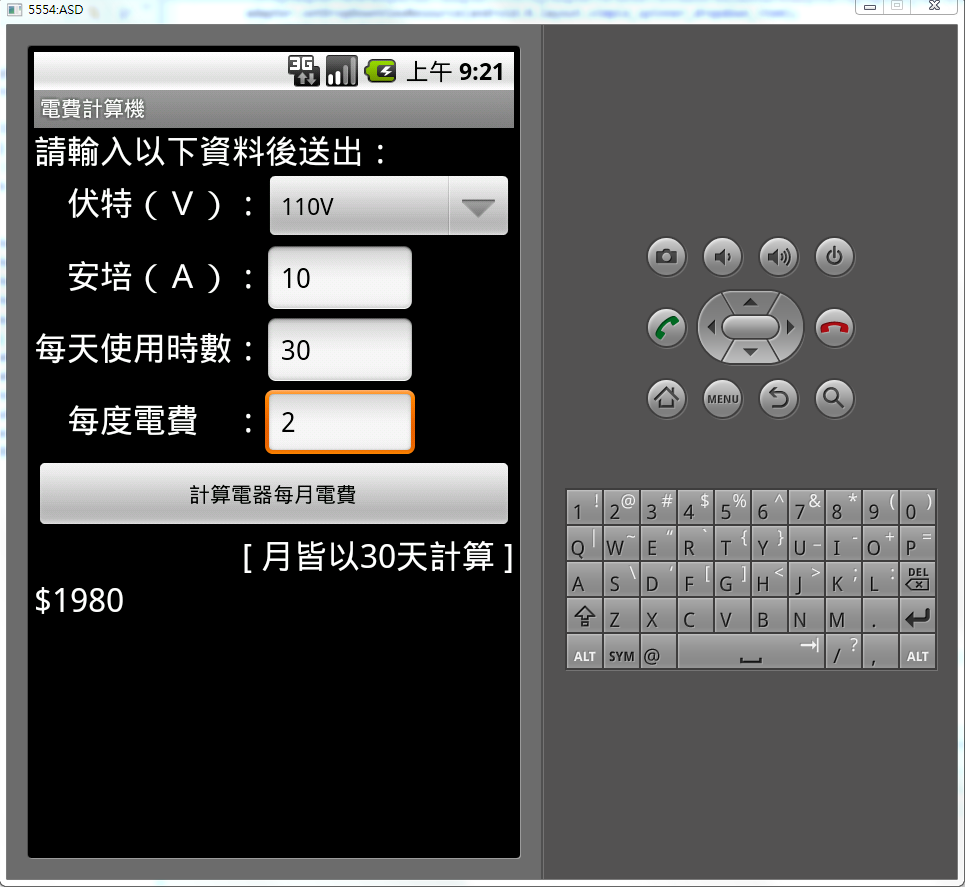 5554:ASD
3G 上午 9:21
電費計算機
請輸入以下資料後送出：
伏特（Ｖ）： 110V
安培（Ａ）： 10
每天使用時數： 30
每度電費　： 2
計算電器每月電費
[ 月皆以30天計算 ]
$1980
MENU
1 ! 2 @ 3 # 4 $ 5 % 6 ^ 7 & 8 * 9 ( 0 )
Q | W ~ E “ R ` T { Y } U _ I - O + P =
A S \ D ‘ F [ G ] H < J > K ; L : DEL
Z X C V B N M .
ALT SYM @ / ? , ALT